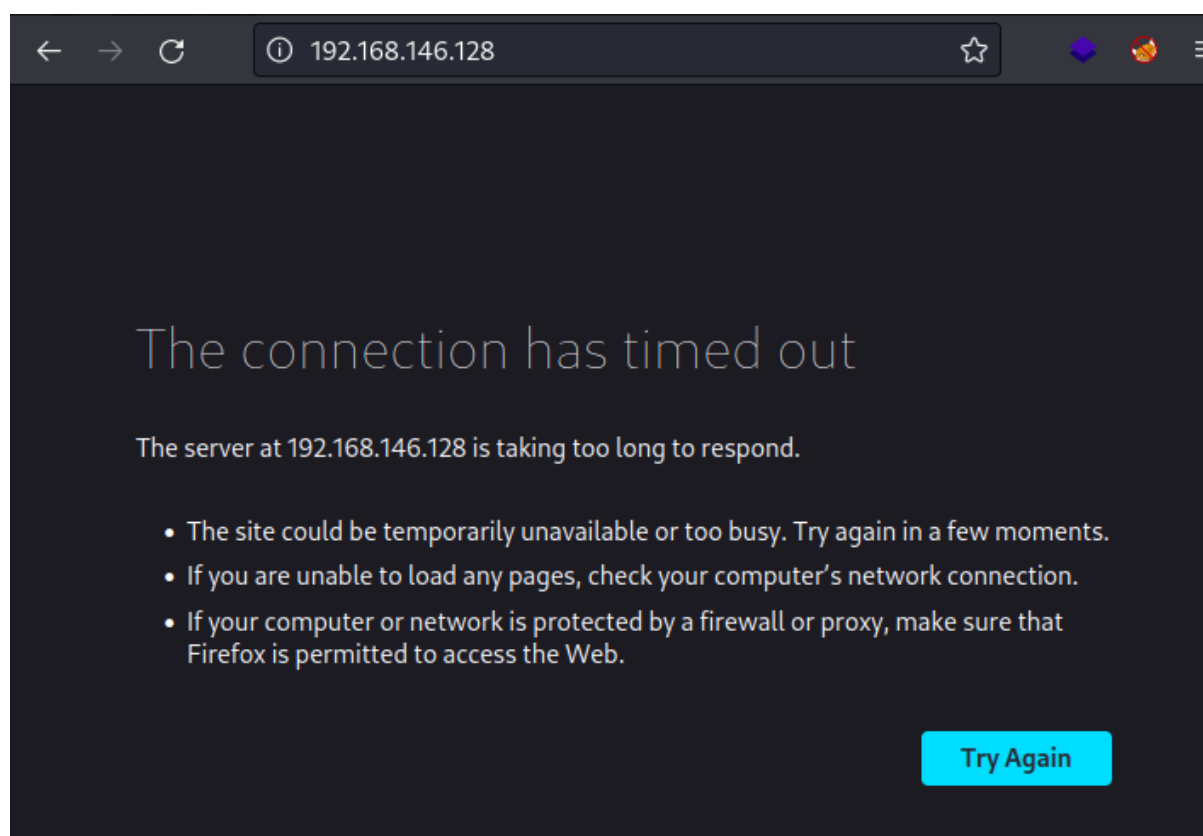 192.168.146.128
The connection has timed out
The server at 192.168.146.128 is taking too long to respond.
• The site could be temporarily unavailable or too busy. Try again in a few moments.
• If you are unable to load any pages, check your computer’s network connection.
• If your computer or network is protected by a firewall or proxy, make sure that
Firefox is permitted to access the Web.
Try Again